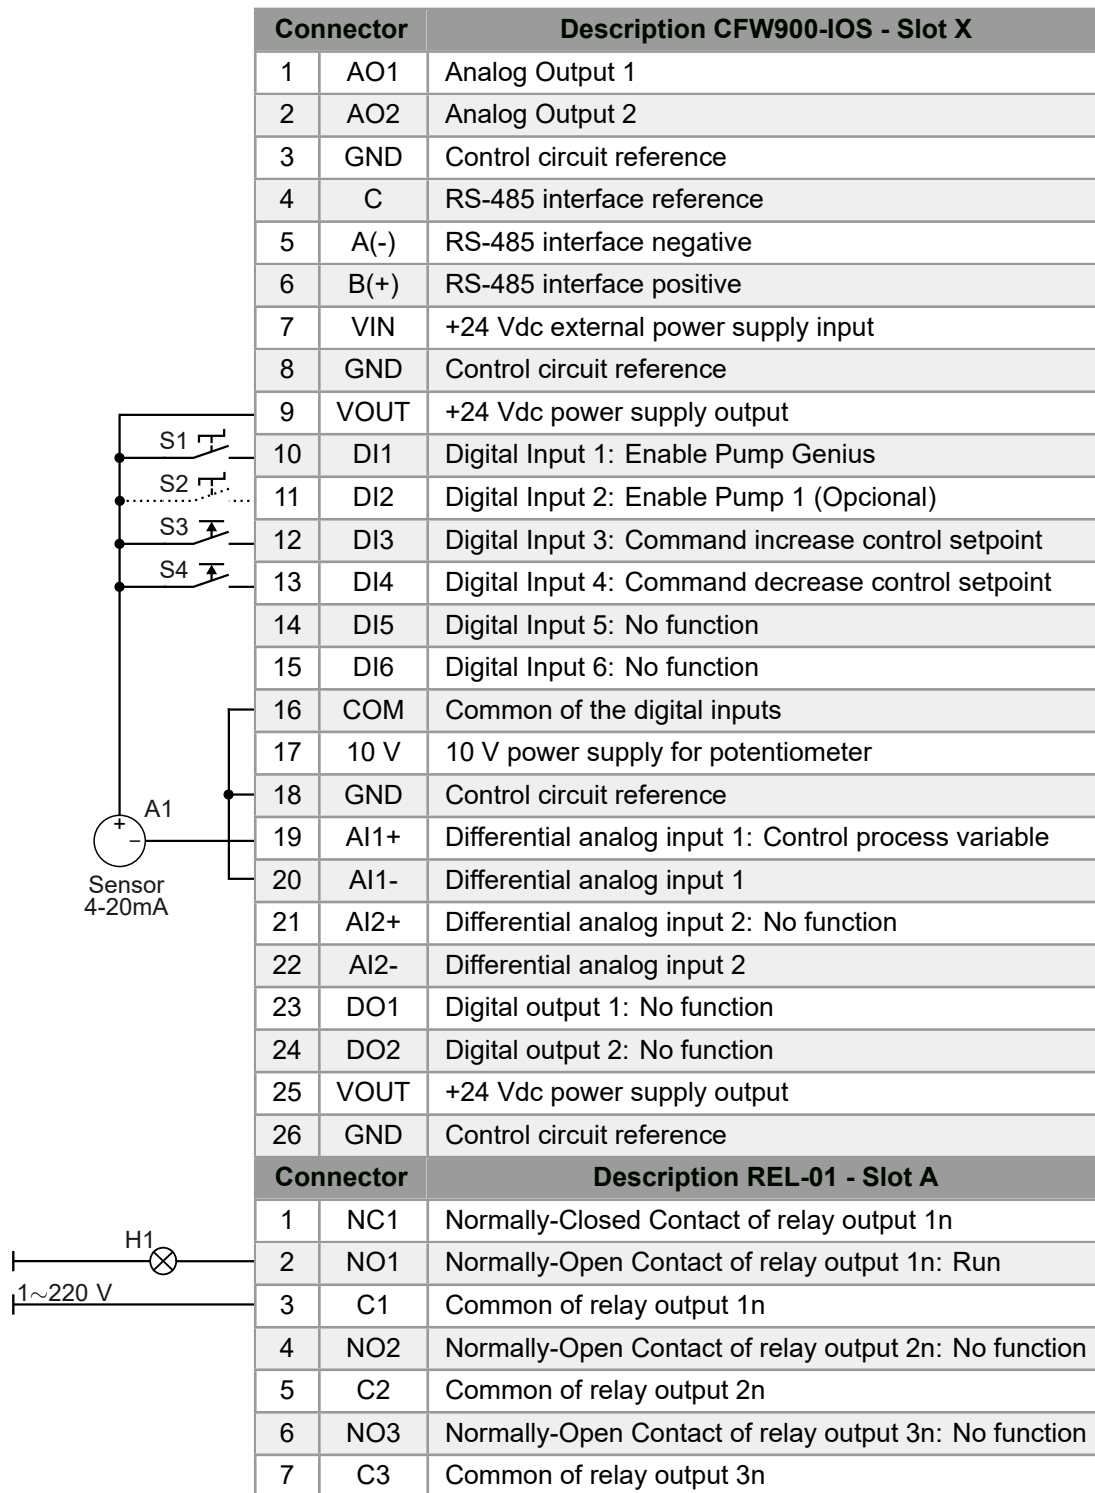 Connector Description CFW900-IOS - Slot X
1 AO1 Analog Output 1
2 AO2 Analog Output 2
3 GND Control circuit reference
4 C RS-485 interface reference
5 A(-) RS-485 interface negative
6 B(+) RS-485 interface positive
7 VIN +24 Vdc external power supply input
8 GND Control circuit reference
9 VOUT +24 Vdc power supply output
S1 10 DI1 Digital Input 1: Enable Pump Genius
S2 11 DI2 Digital Input 2: Enable Pump 1 (Opcional)
S3 12 DI3 Digital Input 3: Command increase control setpoint
S4 13 DI4 Digital Input 4: Command decrease control setpoint
14 DI5 Digital Input 5: No function
15 DI6 Digital Input 6: No function
16 COM Common of the digital inputs
17 10 V 10 V power supply for potentiometer
18 GND Control circuit reference
A1
+
–
19 AI1+ Differential analog input 1: Control process variable
Sensor
4-20mA
20 AI1- Differential analog input 1
21 AI2+ Differential analog input 2: No function
22 AI2- Differential analog input 2
23 DO1 Digital output 1: No function
24 DO2 Digital output 2: No function
25 VOUT +24 Vdc power supply output
26 GND Control circuit reference
Connector Description REL-01 - Slot A
1 NC1 Normally-Closed Contact of relay output 1n
H1
2 NO1 Normally-Open Contact of relay output 1n: Run
1~220 V
3 C1 Common of relay output 1n
4 NO2 Normally-Open Contact of relay output 2n: No function
5 C2 Common of relay output 2n
6 NO3 Normally-Open Contact of relay output 3n: No function
7 C3 Common of relay output 3n